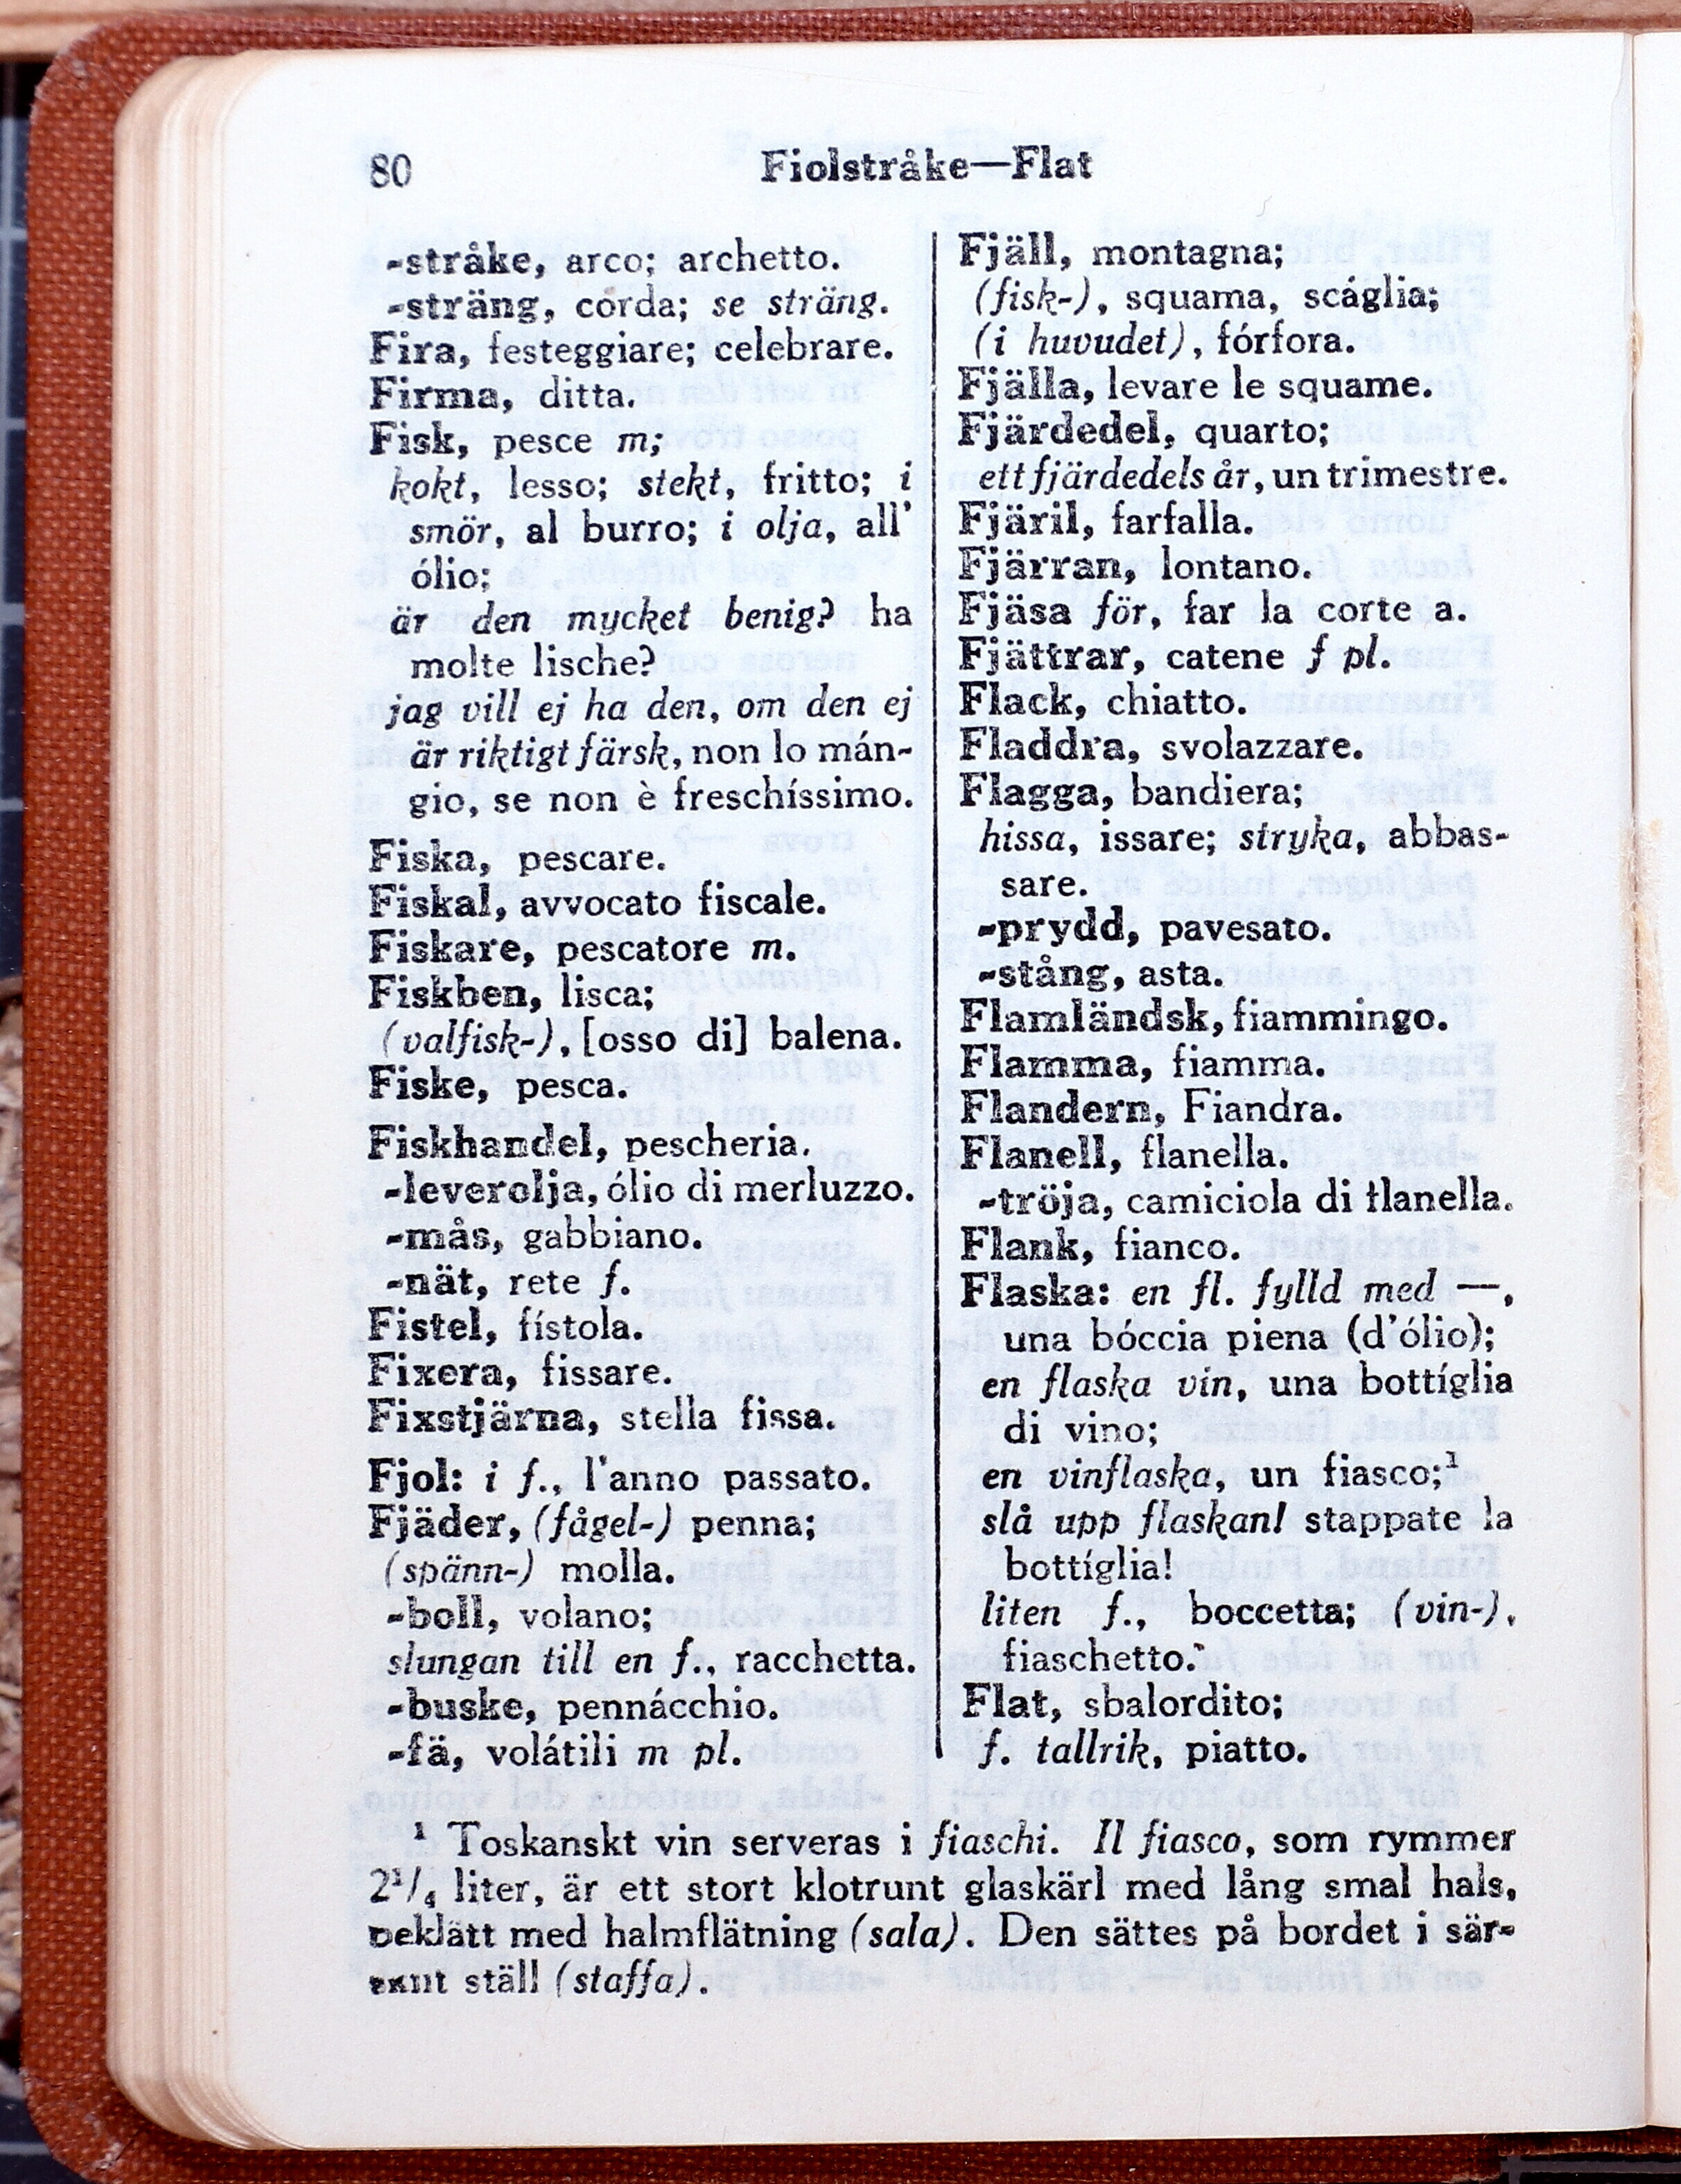 80
Fiolstråke—Flat
-stråke, arco; archetto.
-sträng, corda; se sträng.
Fira, festeggiare; celebrare.
Firma, ditta.
Fisk, pesce m;
kokt, lesso; stekt, fritto; i
smör, al burro; i olja, all'
ólio;
är den mycket benig? ha
molte lische?
jag vill ej ha den, om den ej
är riktigt färsk, non lo mán-
gio, se non è freschíssimo.
Fiska, pescare.
Fiskal, avvocato fiscale.
Fiskare, pescatore m.
Fiskben, lisca;
(valfisk-), [osso di] balena.
Fiske, pesca.
Fiskhandel, pescheria.
-leverolja, ólio di merluzzo.
-mås, gabbiano.
-nät, rete f.
Fistel, fístola.
Fixera, fissare.
Fixstjärna, stella fissa.
Fjol: i f., l'anno passato.
Fjäder, (fågel-) penna;
(spänn-) molla.
-boll, volano;
slungan till en f., racchetta.
-buske, pennácchio.
-fä, volátili m pl.
Fjäll, montagna;
(fisk-), squama, scáglia;
(i huvudet), fórfora.
Fjälla, levare le squame.
Fjärdedel, quarto;
ett fjärdedels år, un trimestre.
Fjäril, farfalla.
Fjärran, lontano.
Fjäsa för, far la corte a.
Fjättrar, catene f pl.
Flack, chiatto.
Fladdra, svolazzare.
Flagga, bandiera;
hissa, issare; stryka, abbas-
sare.
-prydd, pavesato.
-stång, asta.
Flamländsk, fiammingo.
Flamma, fiamma.
Flandern, Fiandra.
Flanell, flanella.
-tröja, camiciola di flanella.
Flank, fianco.
Flaska: en fl. fylld med —,
una bóccia piena (d'ólio);
en flaska vin, una bottíglia
di vino;
en vinflaska, un fiasco;¹
slå upp flaskan! stappate la
bottíglia!
liten f., boccetta; (vin-),
fiaschetto.
Flat, sbalordito;
f. tallrik, piatto.
¹ Toskanskt vin serveras i fiaschi. Il fiasco, som rymmer
2¹/₄ liter, är ett stort klotrunt glaskärl med lång smal hals,
beklätt med halmflätning (sala). Den sättes på bordet i sär-
ställ (staffa).